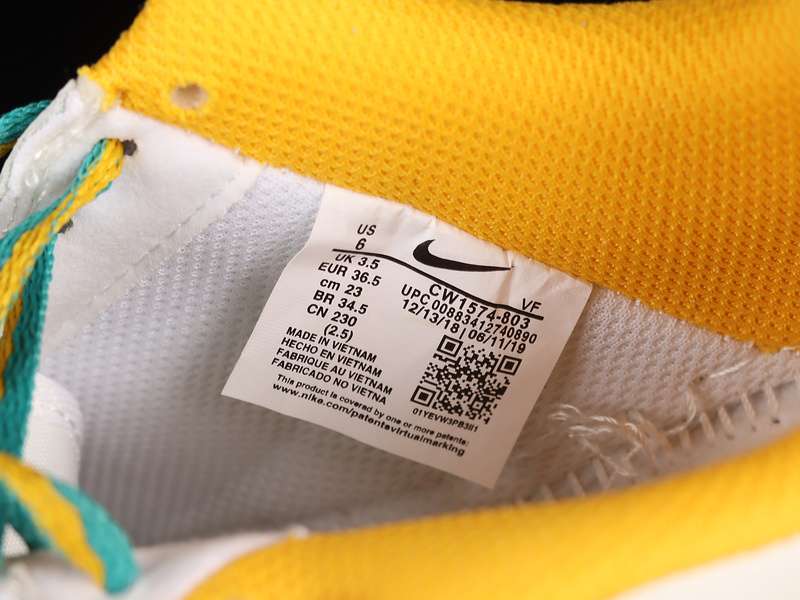 US
6
UK 3.5
EUR 36.5
cm 23
BR 34.5
CN 230
(2.5)
MADE IN VIETNAM
HECHO EN VIETNAM
FABRIQUE AU VIETNAM
FABRICADO NO VIETNA
VF
CW1574-803
UPC 00883412740890
12/13/18 | 06/11/19
01YEVW3PB3II1
This product is covered by one or more patents:
www.nike.com/patentsvirtualmarking